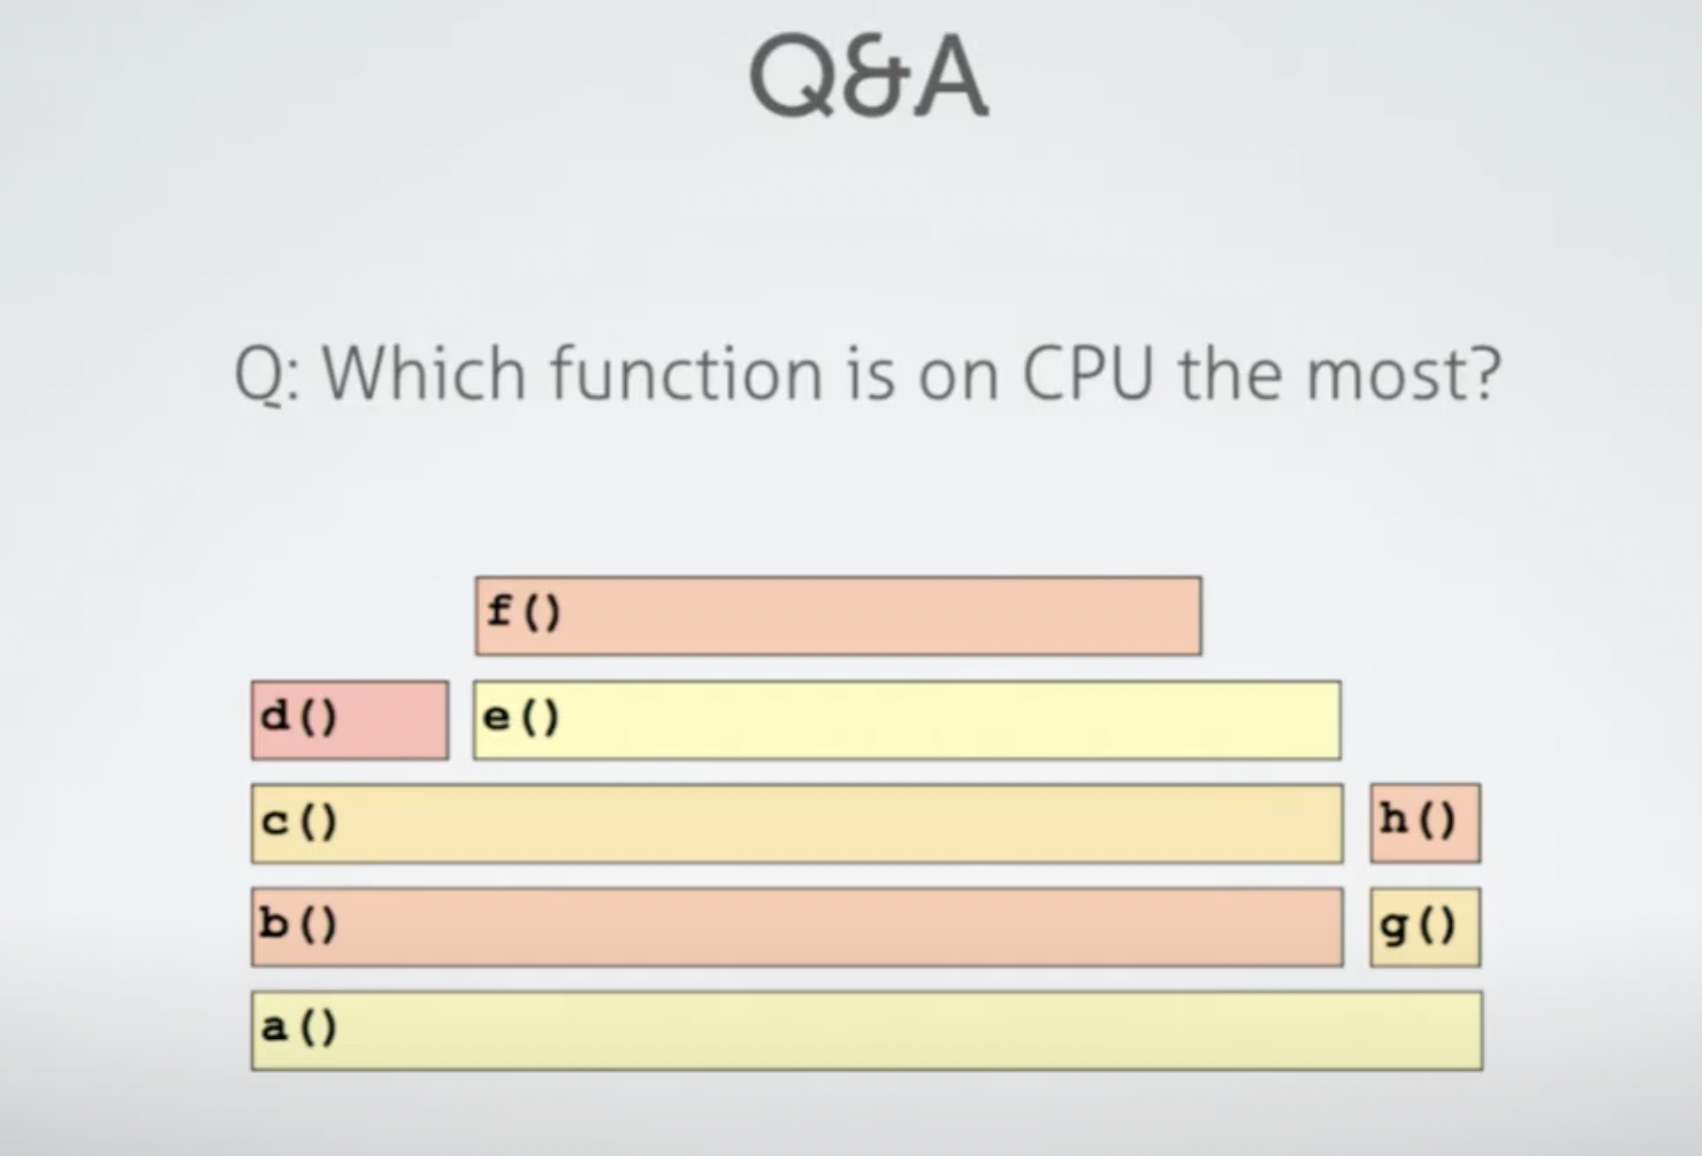 Q&A
Q: Which function is on CPU the most?
f()
d() e()
c() h()
b() g()
a()